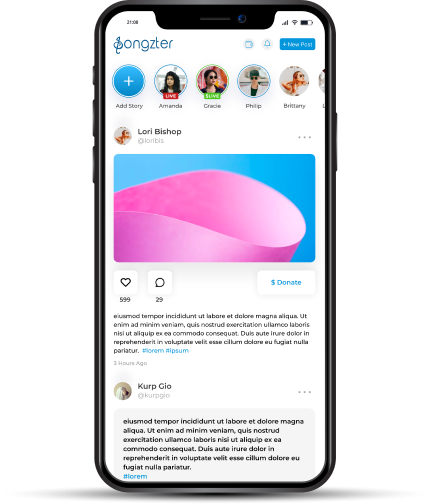 21:08
Songzter
+ New Post
LIVE
$LIVE
Add Story Amanda Gracie Philip Brittany L
Lori Bishop
@loribis
599 29
$ Donate
eiusmod tempor incididunt ut labore et dolore magna aliqua. Ut
enim ad minim veniam, quis nostrud exercitation ullamco laboris
nisi ut aliquip ex ea commodo consequat. Duis aute irure dolor in
reprehenderit in voluptate velit esse cillum dolore eu fugiat nulla
pariatur. #lorem #ipsum
3 Hours Ago
Kurp Gio
@kurpgio
eiusmod tempor incididunt ut labore et dolore magna
aliqua. Ut enim ad minim veniam, quis nostrud
exercitation ullamco laboris nisi ut aliquip ex ea
commodo consequat. Duis aute irure dolor in
reprehenderit in voluptate velit esse cillum dolore eu
fugiat nulla pariatur.
#lorem